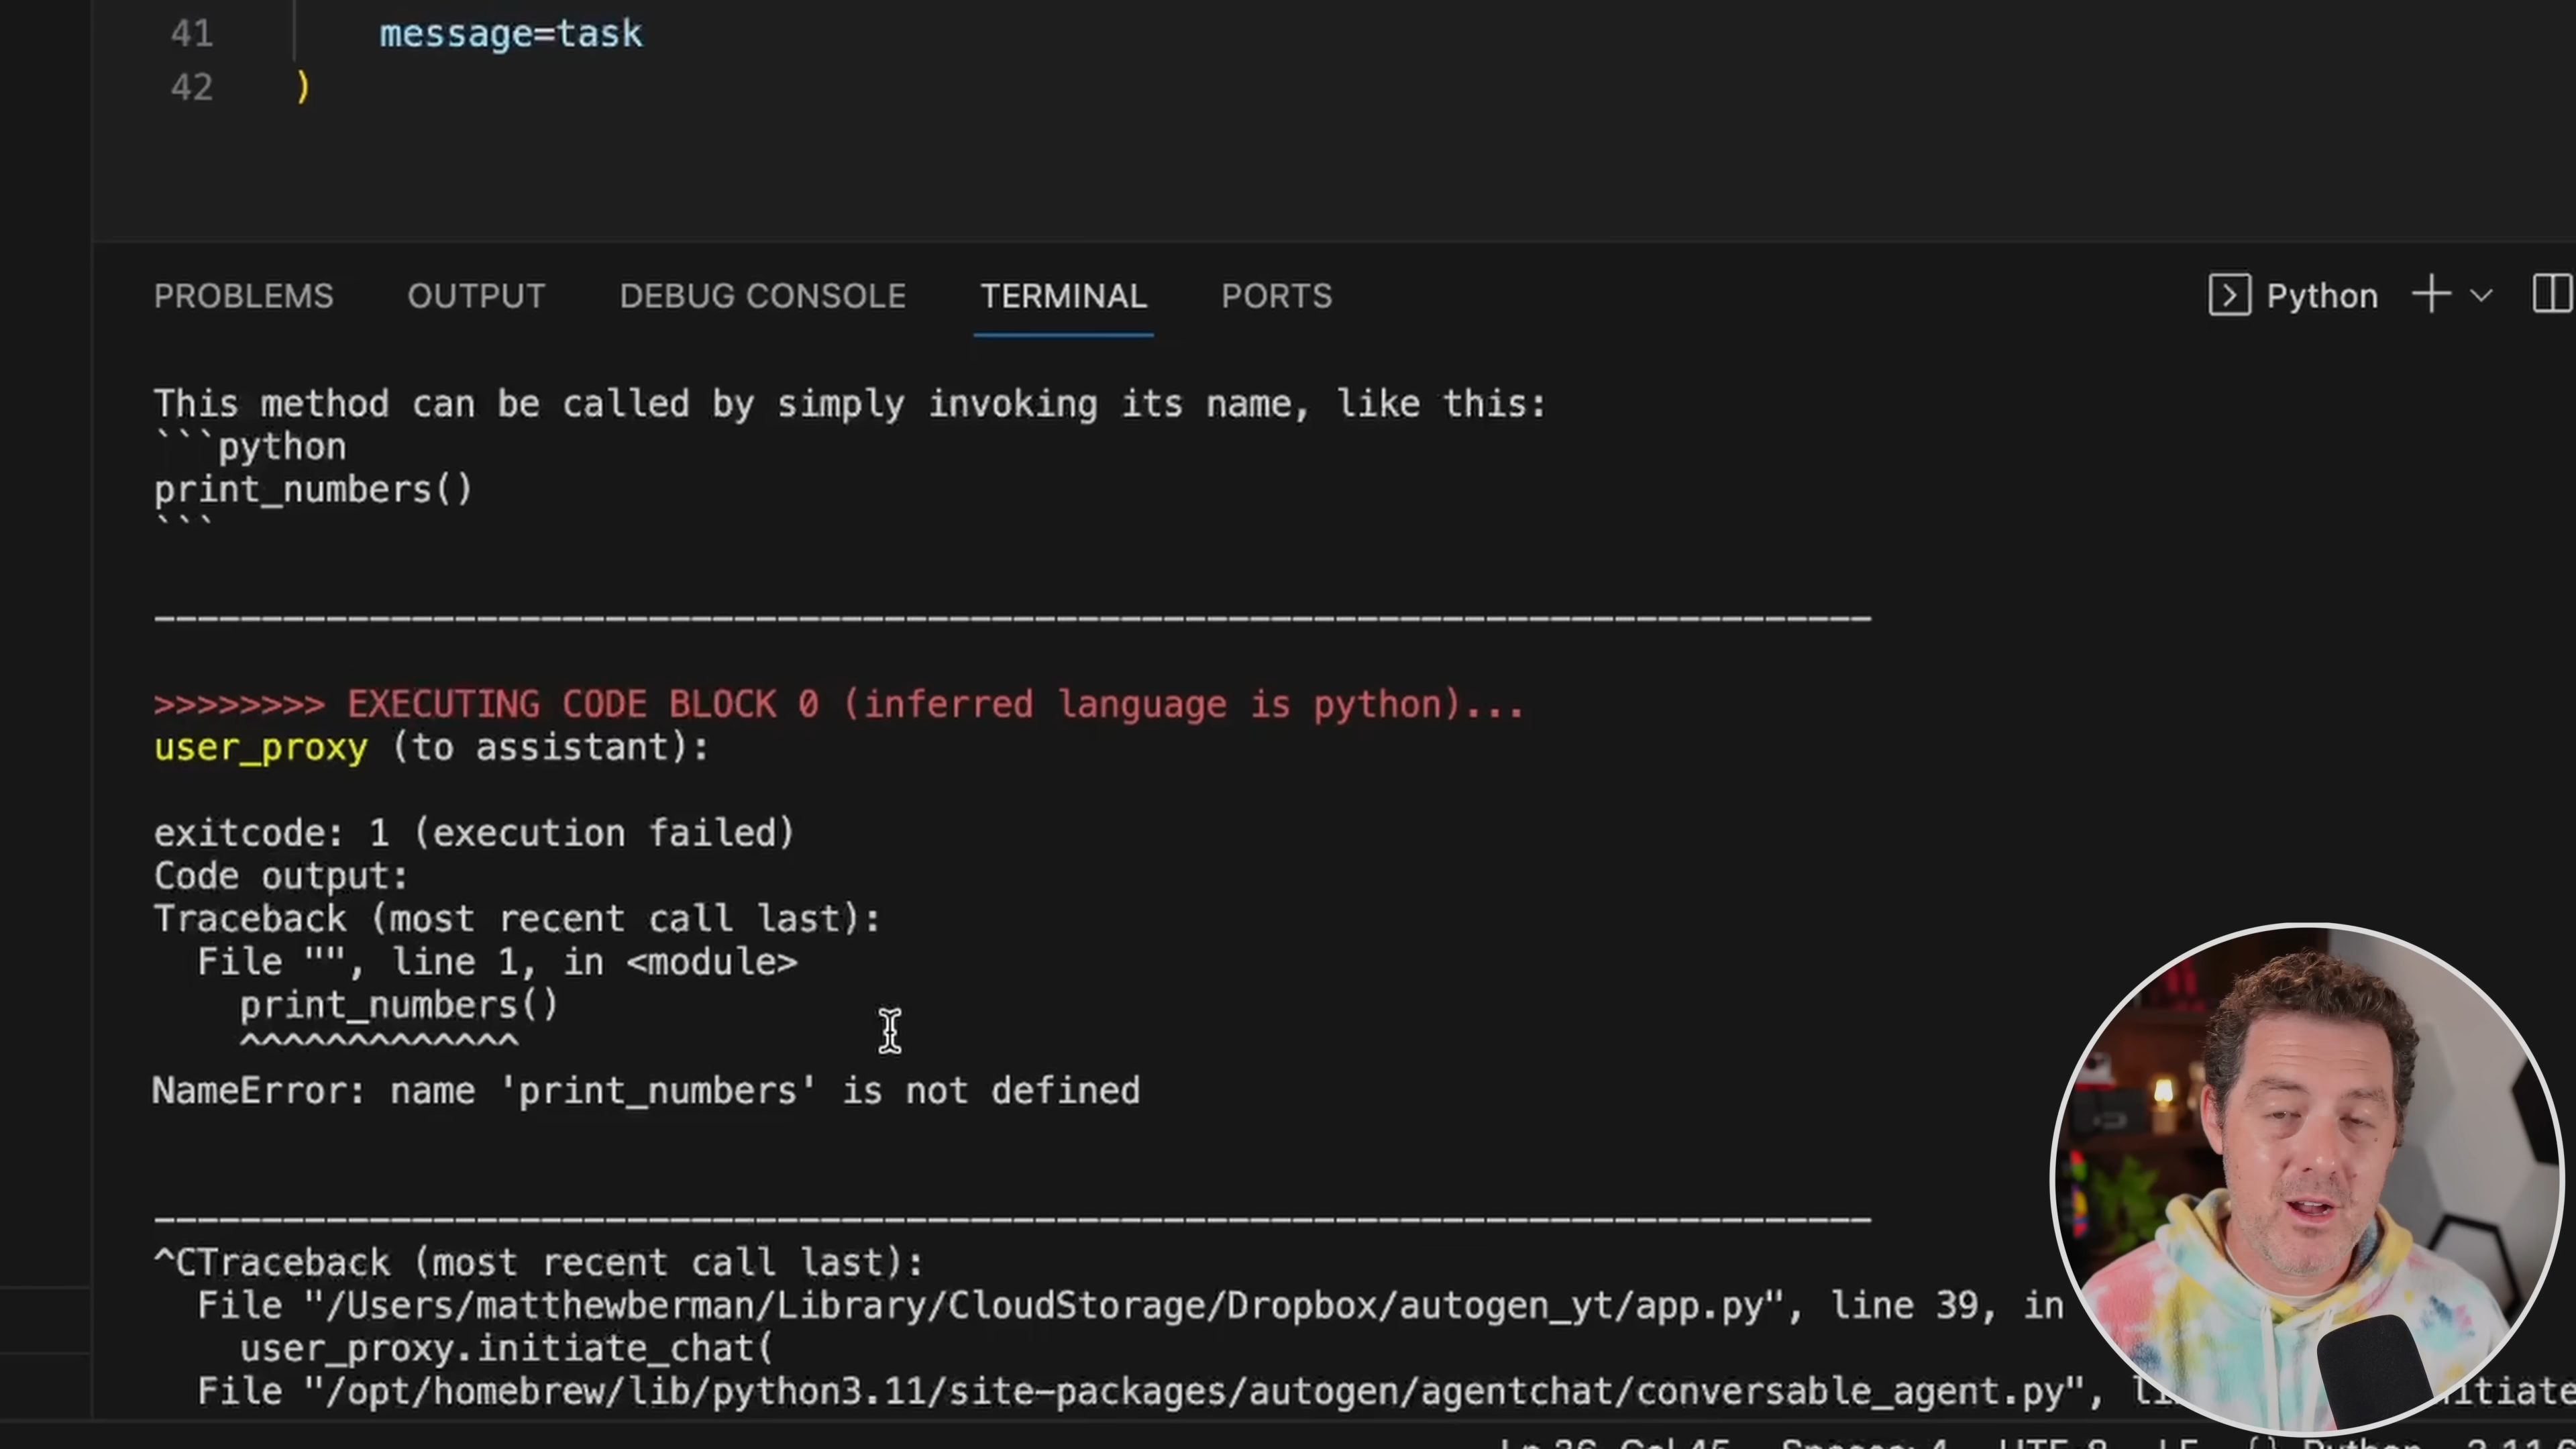 41 message=task
42 )
PROBLEMS OUTPUT DEBUG CONSOLE TERMINAL PORTS Python
This method can be called by simply invoking its name, like this:
```python
print_numbers()
```
--------------------------------------------------------------------------------
>>>>>>>> EXECUTING CODE BLOCK 0 (inferred language is python)...
user_proxy (to assistant):
exitcode: 1 (execution failed)
Code output:
Traceback (most recent call last):
File "", line 1, in <module>
print_numbers()
^^^^^^^^^^^^^
NameError: name 'print_numbers' is not defined
--------------------------------------------------------------------------------
^CTraceback (most recent call last):
File "/Users/matthewberman/Library/CloudStorage/Dropbox/autogen_yt/app.py", line 39, in
user_proxy.initiate_chat(
File "/opt/homebrew/lib/python3.11/site-packages/autogen/agentchat/conversable_agent.py",